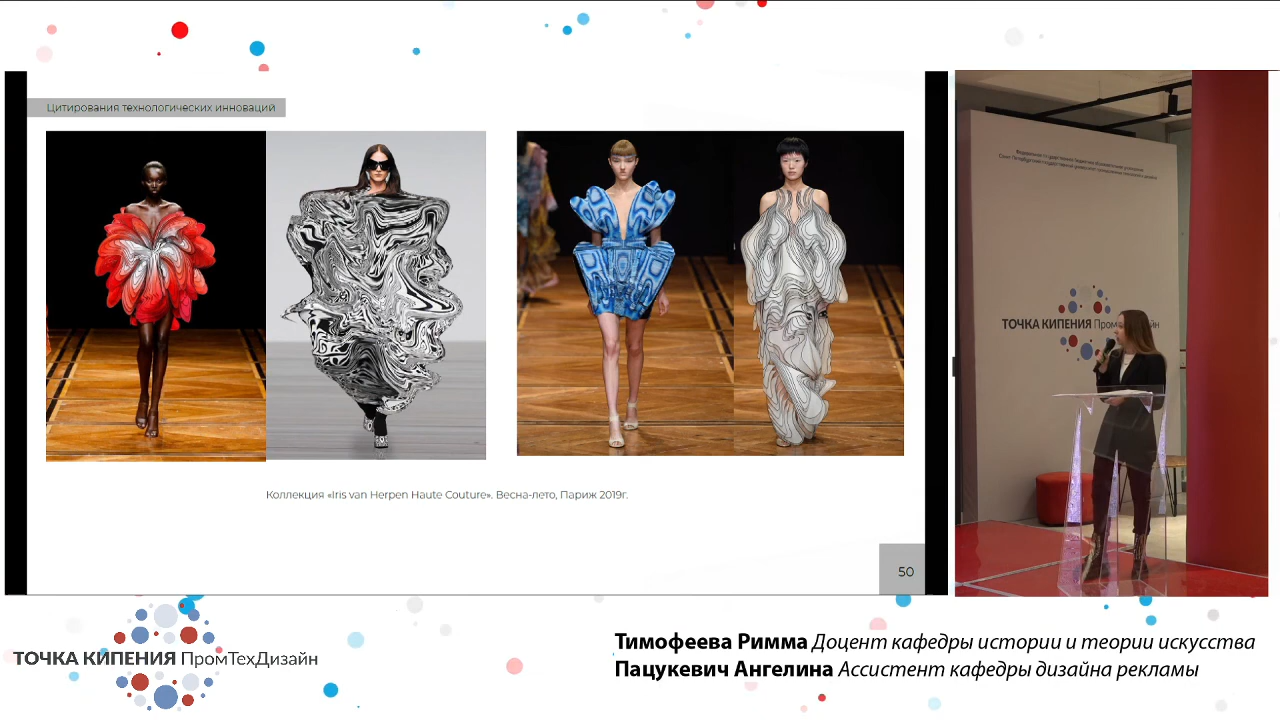 Цитирования технологических инноваций
Коллекция «Iris van Herpen Haute Couture». Весна-лето, Париж 2019г.
50
ТОЧКА КИПЕНИЯ
ТОЧКА КИПЕНИЯ ПромТехДизайн
Тимофеева Римма Доцент кафедры истории и теории искусства
Пацукевич Ангелина Ассистент кафедры дизайна рекламы